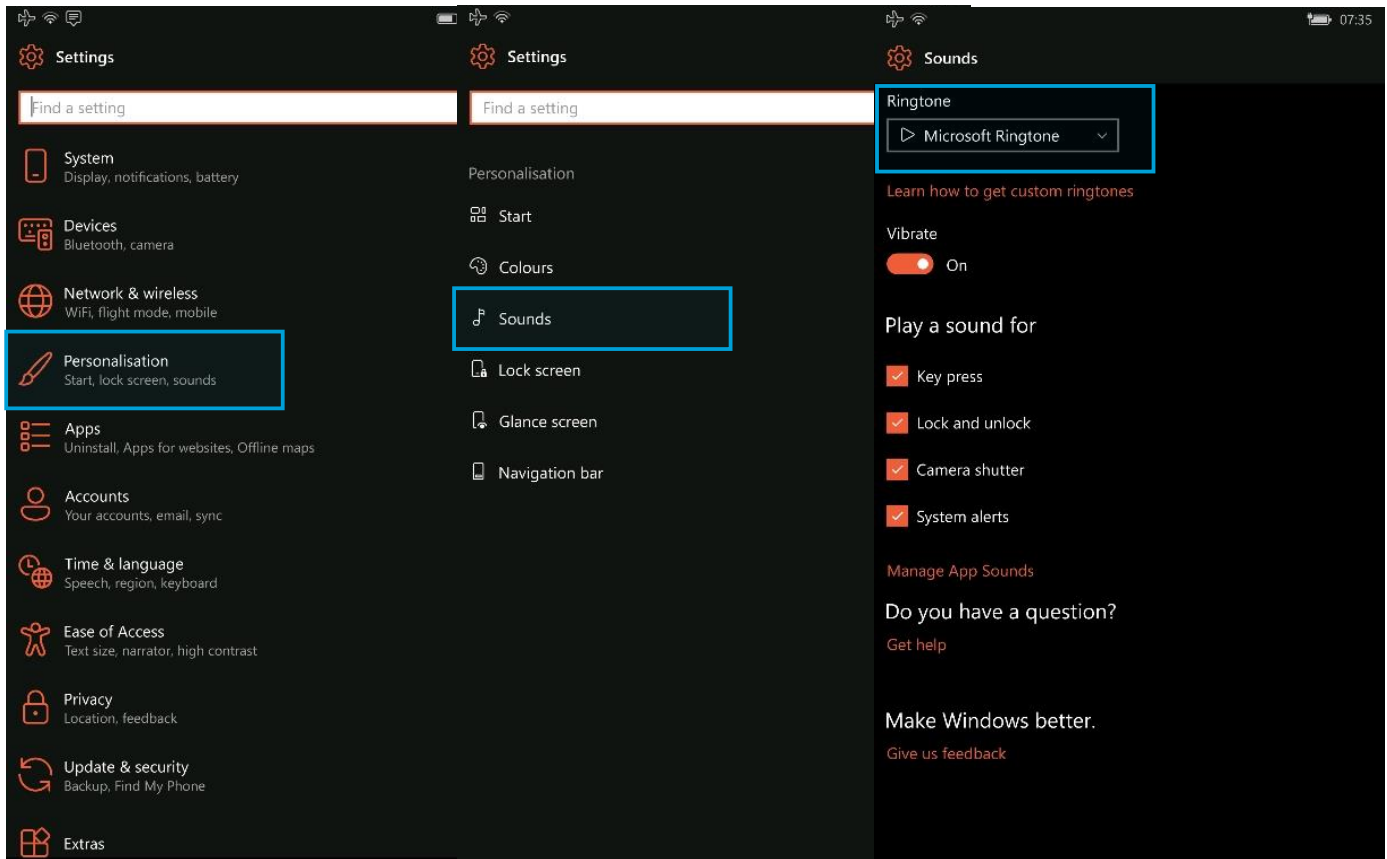 Settings
Find a setting
System
Display, notifications, battery
Devices
Bluetooth, camera
Network & wireless
WiFi, flight mode, mobile
Personalisation
Start, lock screen, sounds
Apps
Uninstall, Apps for websites, Offline maps
Accounts
Your accounts, email, sync
Time & language
Speech, region, keyboard
Ease of Access
Text size, narrator, high contrast
Privacy
Location, feedback
Update & security
Backup, Find My Phone
Extras
Settings
Find a setting
Personalisation
Start
Colours
Sounds
Lock screen
Glance screen
Navigation bar
07:35
Sounds
Ringtone
Microsoft Ringtone
Learn how to get custom ringtones
Vibrate
On
Play a sound for
Key press
Lock and unlock
Camera shutter
System alerts
Manage App Sounds
Do you have a question?
Get help
Make Windows better.
Give us feedback